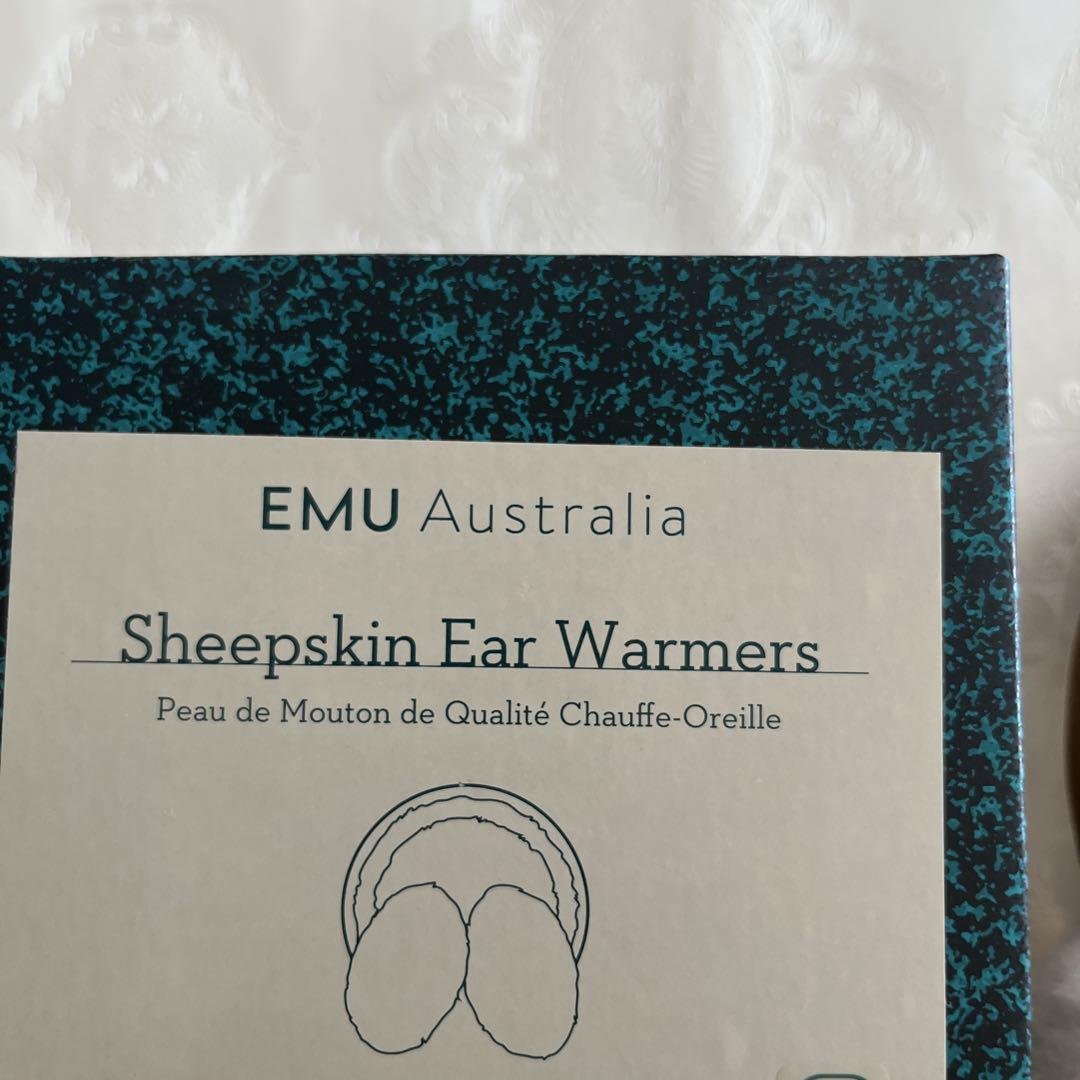 EMU Australia
Sheepskin Ear Warmers
Peau de Mouton de Qualité Chauffe-Oreille